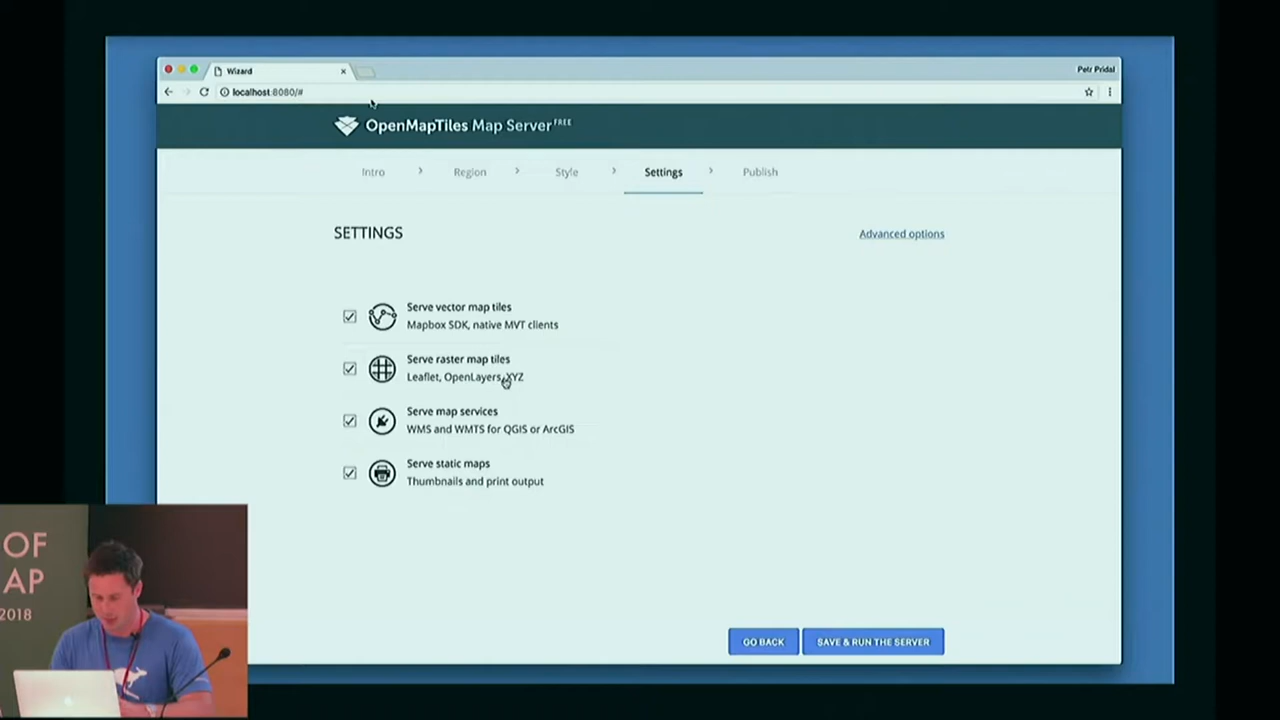 Wizard
Petr Pridal
localhost:8080/#
OpenMapTiles Map Server FREE
Intro
Region
Style
Settings
Publish
SETTINGS
Advanced options
Serve vector map tiles
Mapbox SDK, native MVT clients
Serve raster map tiles
Leaflet, OpenLayers, XYZ
Serve map services
WMS and WMTS for QGIS or ArcGIS
Serve static maps
Thumbnails and print output
GO BACK
SAVE & RUN THE SERVER
OF
AP
2018